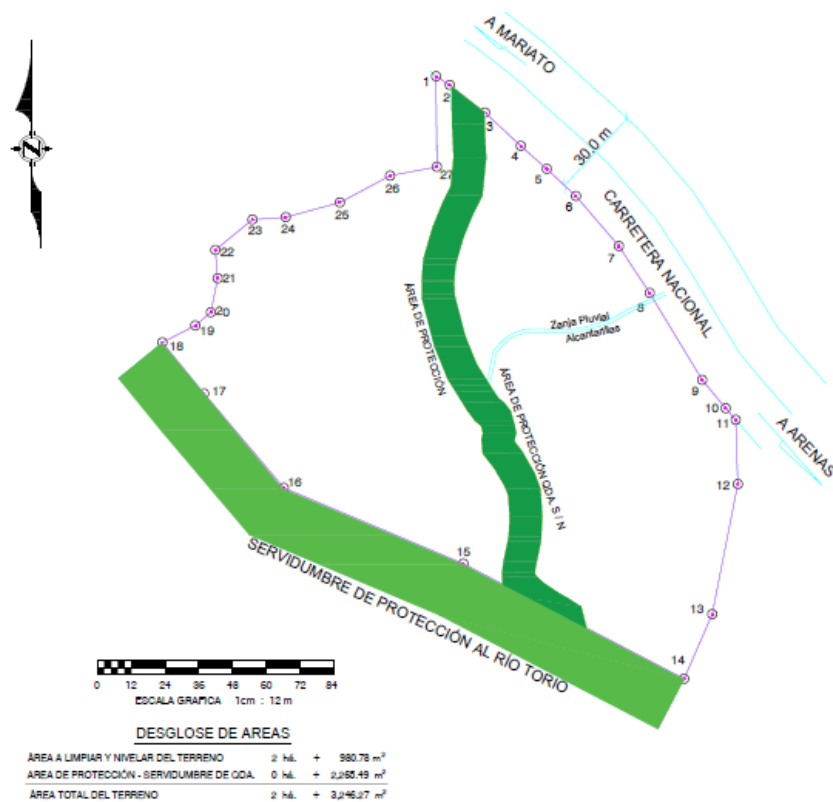 A MARIATO
30.0 m
CARRETERA NACIONAL
A ARENAS
N
1
2
3
4
5
6
7
8
9
10
11
12
13
14
15
16
17
18
19
20
21
22
23
24
25
26
27
Zanja Pluvial
Alcantarillas
ÁREA DE PROTECCIÓN
ÁREA DE PROTECCIÓN QDA. S / N
SERVIDUMBRE DE PROTECCIÓN AL RÍO TORIO
0 12 24 36 48 60 72 84
ESCALA GRAFICA 1cm : 12 m
DESGLOSE DE AREAS
ÁREA A LIMPIAR Y NIVELAR DEL TERRENO 2 há. + 980.78 m²
AREA DE PROTECCIÓN - SERVIDUMBRE DE QDA. 0 há. + 2,265.49 m²
ÁREA TOTAL DEL TERRENO 2 há. + 3,246.27 m²